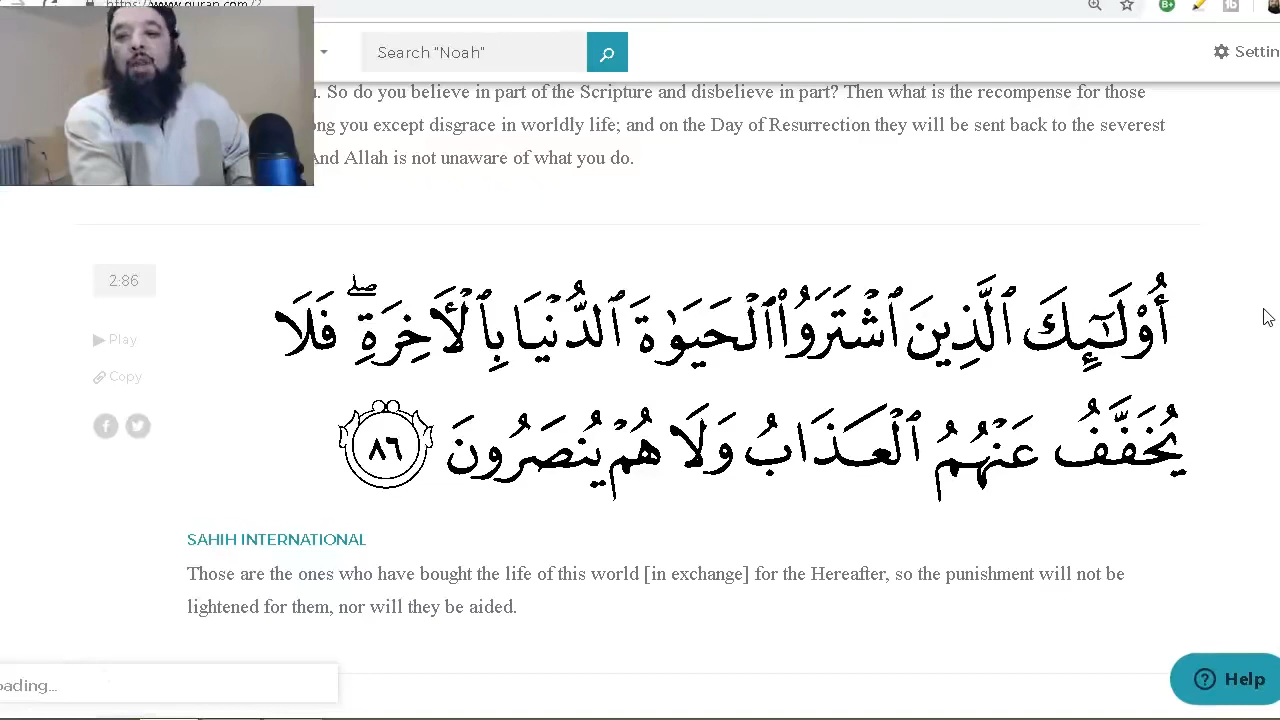 https://www.quran.com/2
Search "Noah"
Settin
. So do you believe in part of the Scripture and disbelieve in part? Then what is the recompense for those
you except disgrace in worldly life; and on the Day of Resurrection they will be sent back to the severest
And Allah is not unaware of what you do.
2:86
أُو۟لَـٰٓئِكَ ٱلَّذِينَ ٱشْتَرَوُا۟ ٱلْحَيَوٰةَ ٱلدُّنْيَا بِٱلْـَٔاخِرَةِ ۖ فَلَا
Play
Copy
يُخَفَّفُ عَنْهُمُ ٱلْعَذَابُ وَلَا هُمْ يُنصَرُونَ ٨٦
SAHIH INTERNATIONAL
Those are the ones who have bought the life of this world [in exchange] for the Hereafter, so the punishment will not be
lightened for them, nor will they be aided.
oading...
Help